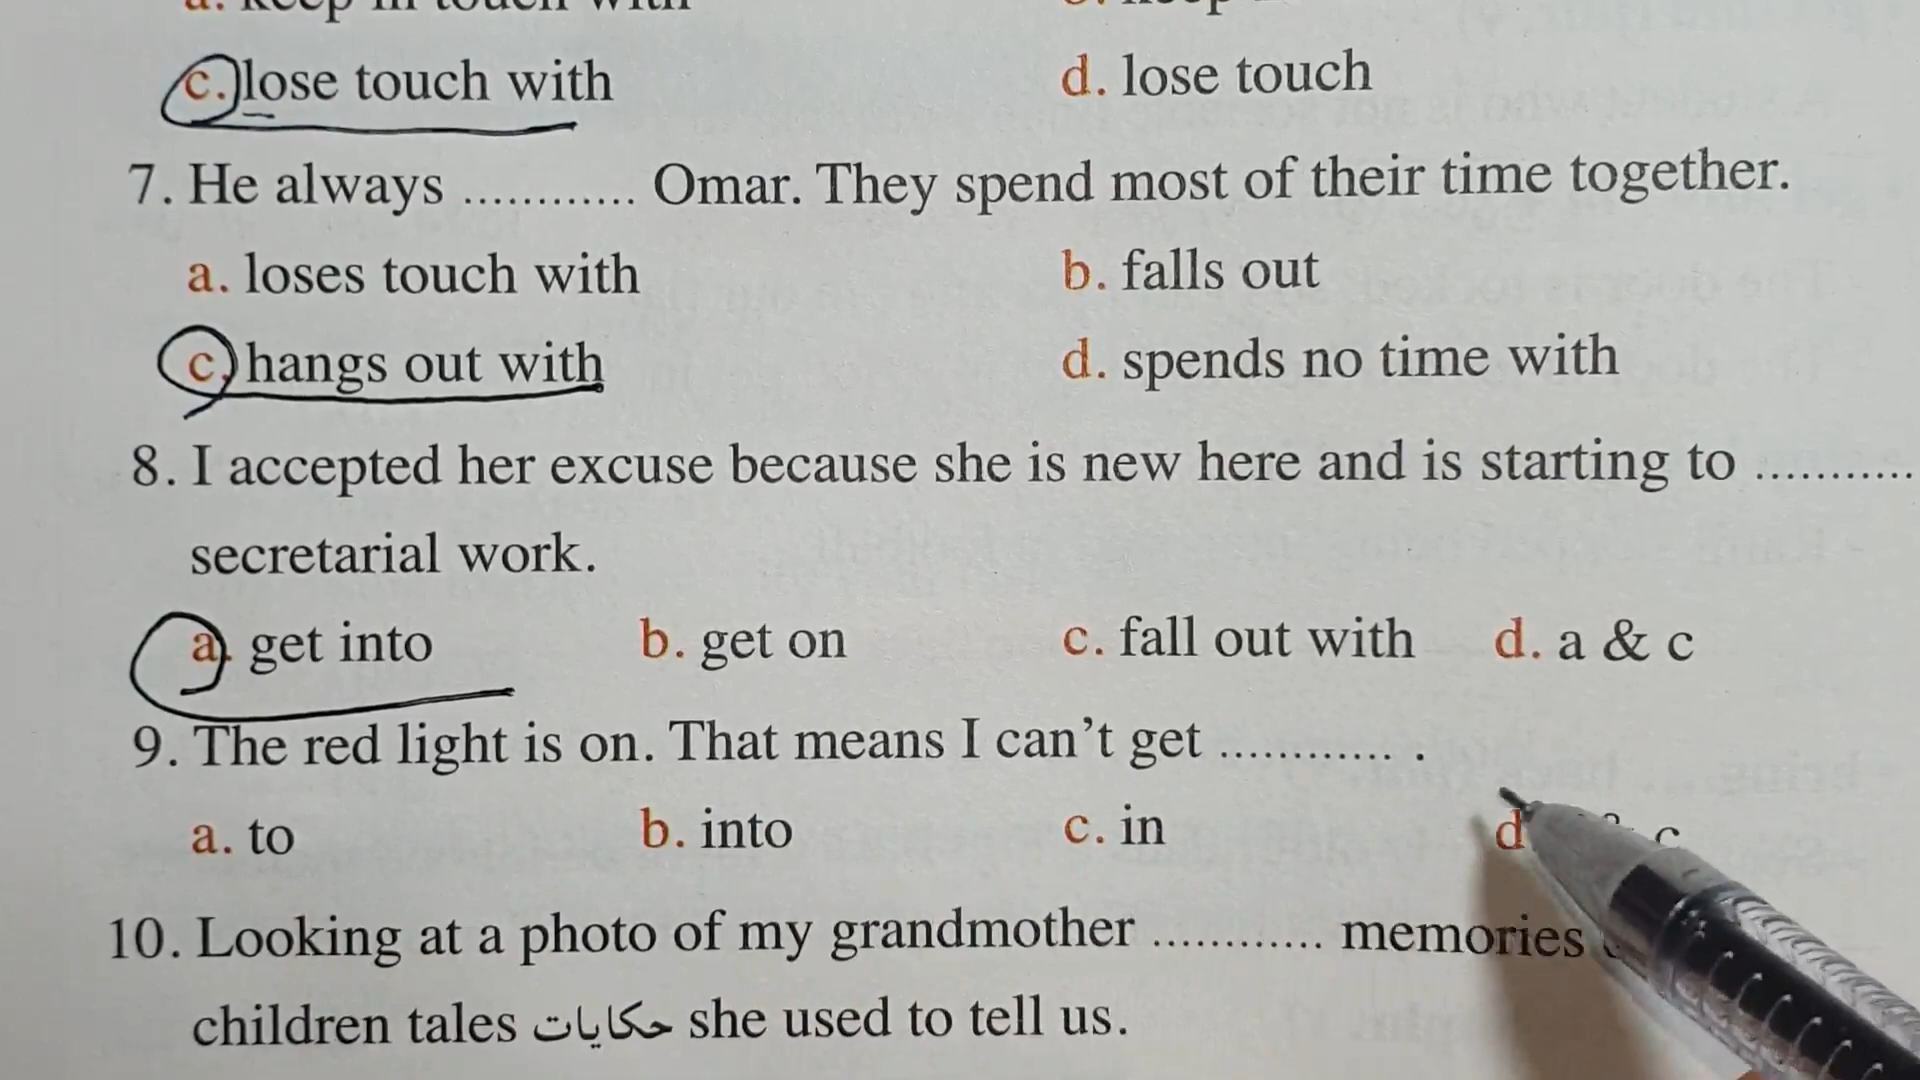 a. keep in touch with
c. lose touch with d. lose touch
7. He always ............ Omar. They spend most of their time together.
a. loses touch with b. falls out
c. hangs out with d. spends no time with
8. I accepted her excuse because she is new here and is starting to ...........
secretarial work.
a. get into b. get on c. fall out with d. a & c
9. The red light is on. That means I can’t get ............ .
a. to b. into c. in d & c
10. Looking at a photo of my grandmother ............ memories
children tales حكايات she used to tell us.